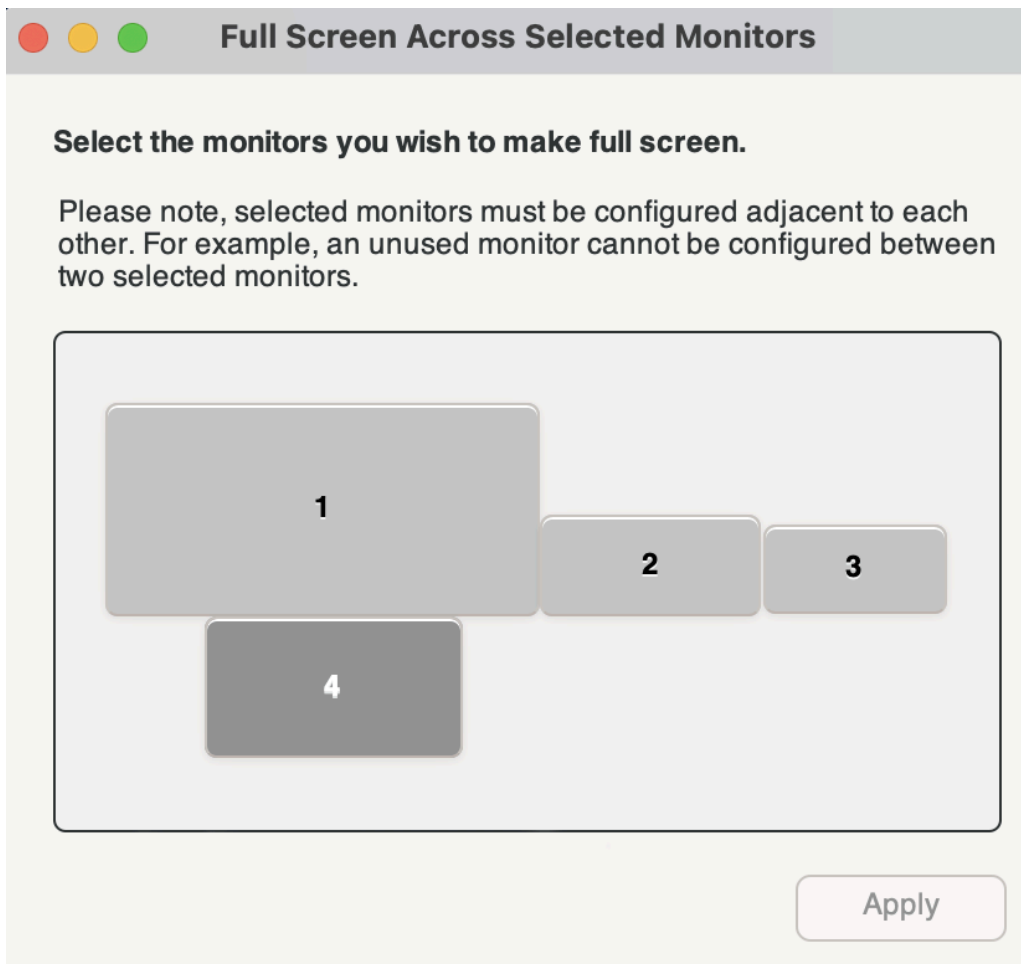 Full Screen Across Selected Monitors
Select the monitors you wish to make full screen.
Please note, selected monitors must be configured adjacent to each
other. For example, an unused monitor cannot be configured between
two selected monitors.
1
2
3
4
Apply